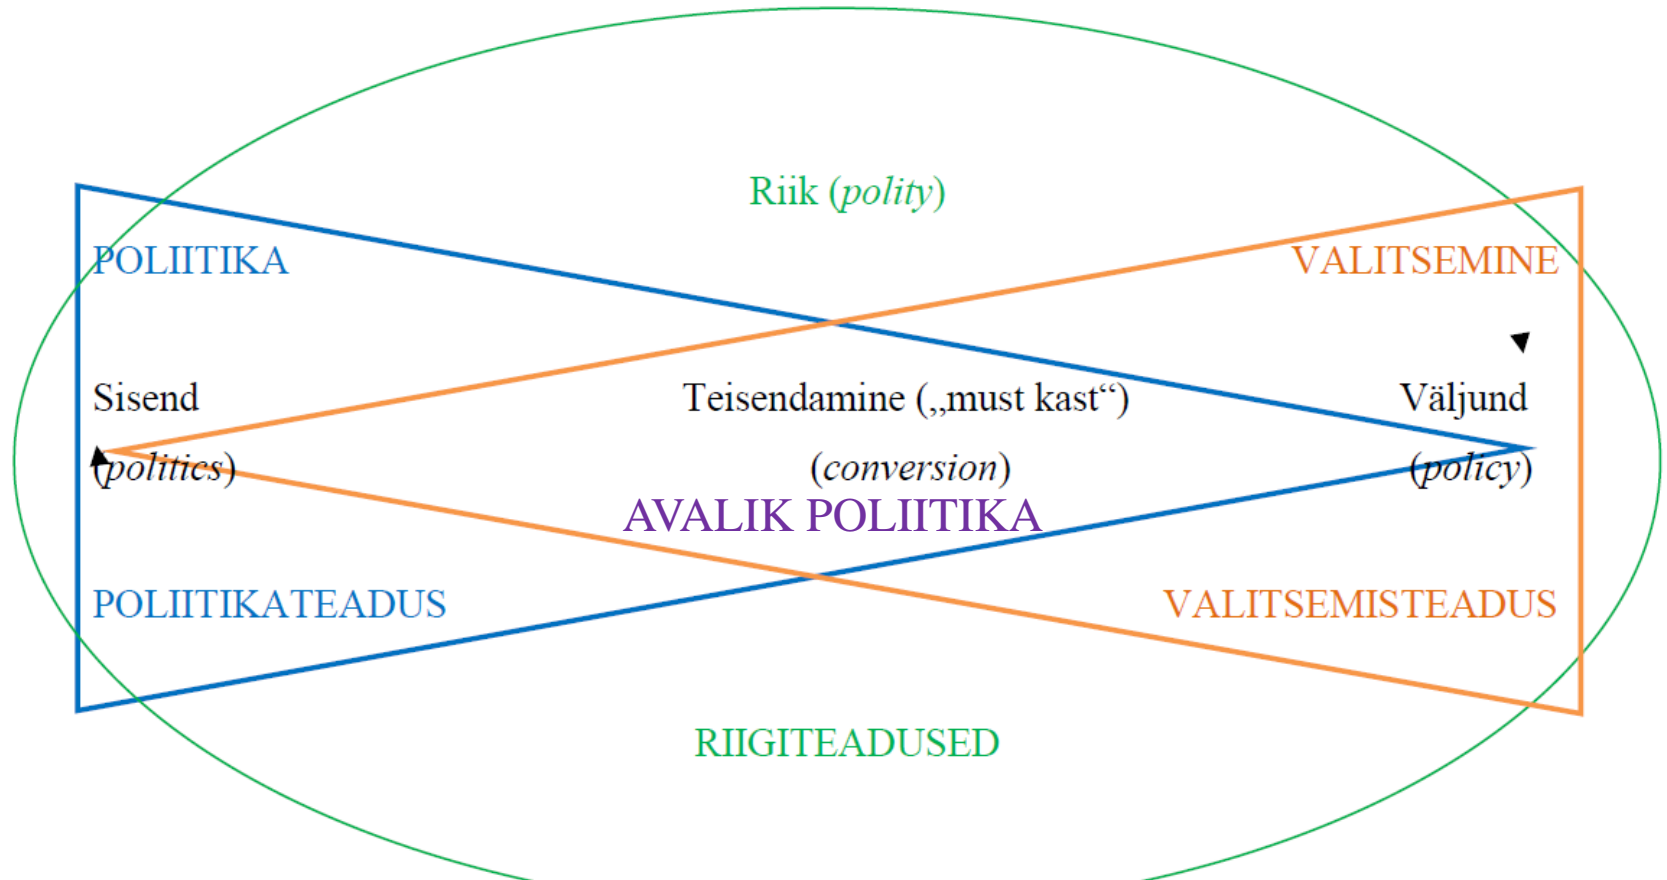 Riik (polity)
POLIITIKA
VALITSEMINE
Sisend
Teisendamine („must kast“)
Väljund
(politics)
(conversion)
(policy)
AVALIK POLIITIKA
POLIITIKATEADUS
VALITSEMISTEADUS
RIIGITEADUSED